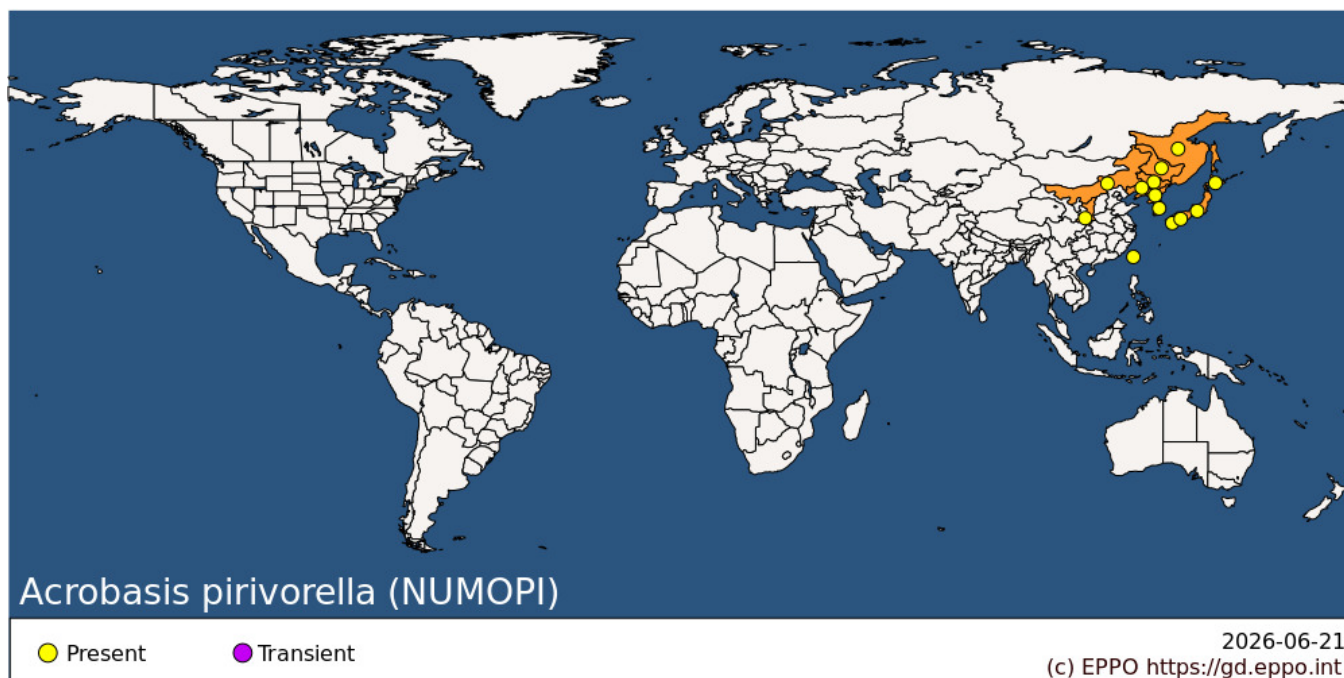 Acrobasis pirivorella (NUMOPI)
Present
Transient
2026-06-21
(c) EPPO https://gd.eppo.int